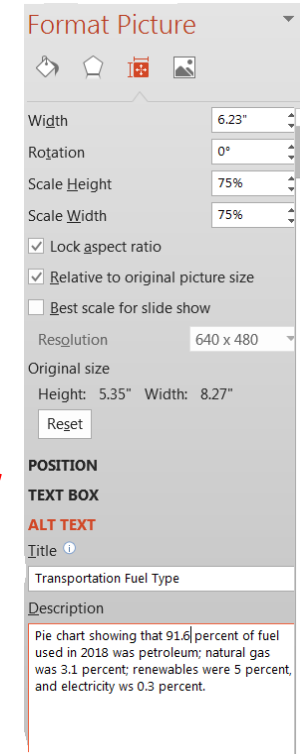 Format Picture
Width 6.23"
Rotation 0°
Scale Height 75%
Scale Width 75%
Lock aspect ratio
Relative to original picture size
Best scale for slide show
Resolution 640 x 480
Original size
Height: 5.35" Width: 8.27"
Reset
POSITION
TEXT BOX
ALT TEXT
Title
Transportation Fuel Type
Description
Pie chart showing that 91.6 percent of fuel
used in 2018 was petroleum; natural gas
was 3.1 percent; renewables were 5 percent,
and electricity ws 0.3 percent.